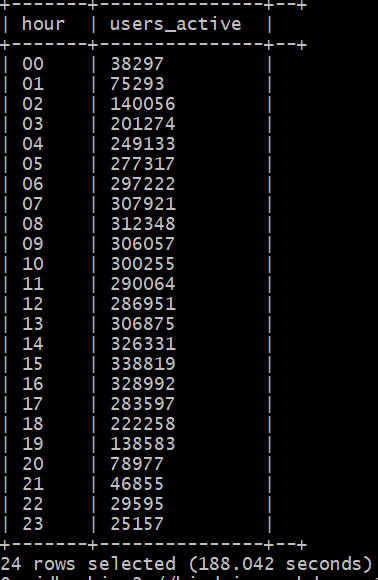 +-------+---------------+--+
| hour  | users_active  |
+-------+---------------+--+
| 00    | 38297         |
| 01    | 75293         |
| 02    | 140056        |
| 03    | 201274        |
| 04    | 249133        |
| 05    | 277317        |
| 06    | 297222        |
| 07    | 307921        |
| 08    | 312348        |
| 09    | 306057        |
| 10    | 300255        |
| 11    | 290064        |
| 12    | 286951        |
| 13    | 306875        |
| 14    | 326331        |
| 15    | 338819        |
| 16    | 328992        |
| 17    | 283597        |
| 18    | 222258        |
| 19    | 138583        |
| 20    | 78977         |
| 21    | 46855         |
| 22    | 29595         |
| 23    | 25157         |
+-------+---------------+--+
24 rows selected (188.042 seconds)